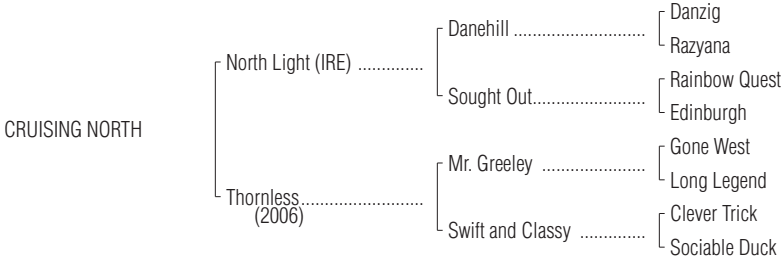 Danzig
Danehill ............................
Razyana
North Light (IRE) ..............
Rainbow Quest
Sought Out........................
Edinburgh
CRUISING NORTH
Gone West
Mr. Greeley ......................
Long Legend
Thornless..........................
(2006)
Clever Trick
Swift and Classy ..............
Sociable Duck